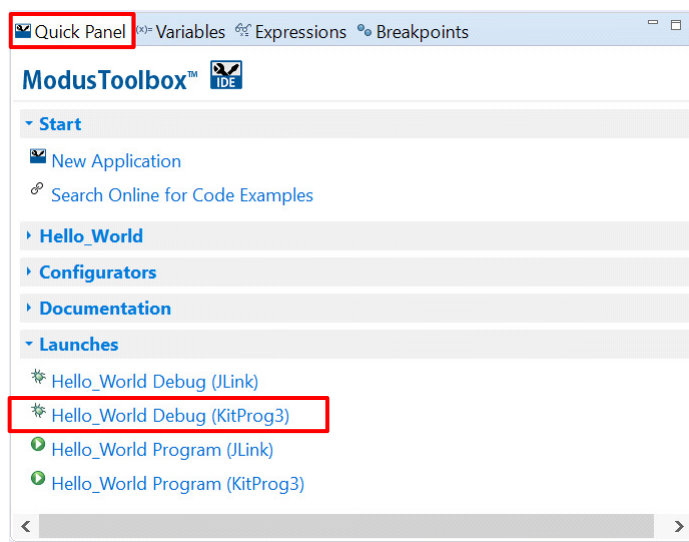 Quick Panel (x)= Variables Expressions Breakpoints
ModusToolbox™ IDE
Start
New Application
Search Online for Code Examples
Hello_World
Configurators
Documentation
Launches
Hello_World Debug (JLink)
Hello_World Debug (KitProg3)
Hello_World Program (JLink)
Hello_World Program (KitProg3)